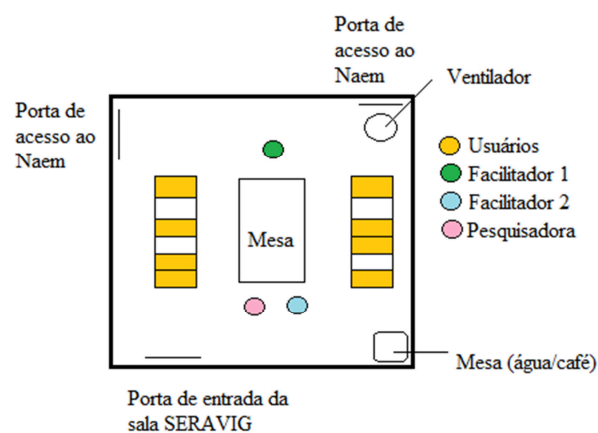 Porta de
acesso ao
Naem
Ventilador
Porta de
acesso ao
Naem
Usuários
Facilitador 1
Facilitador 2
Pesquisadora
Mesa
Mesa (água/café)
Porta de entrada da
sala SERAVIG